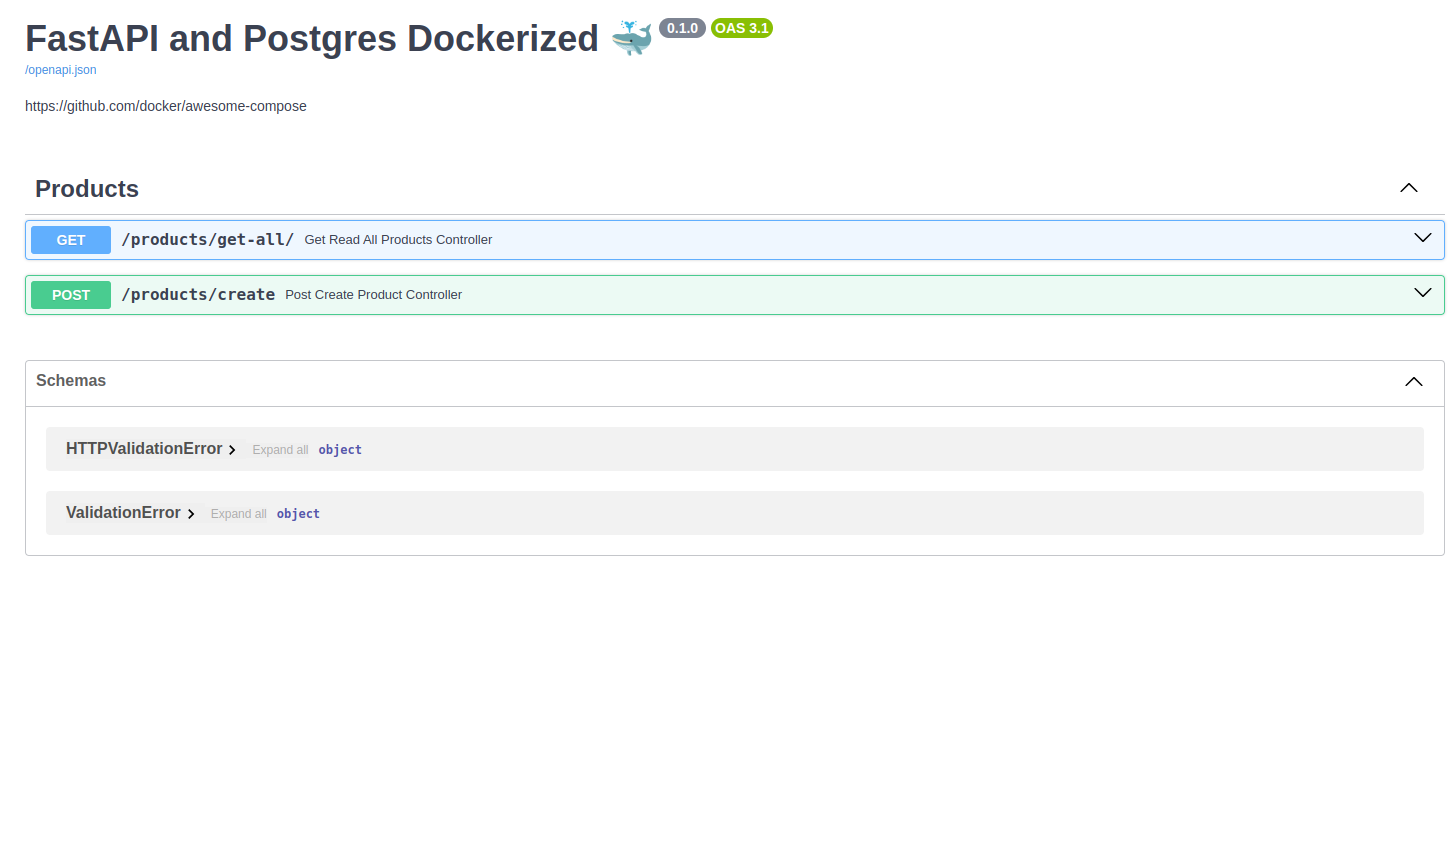 FastAPI and Postgres Dockerized 🐳 0.1.0 OAS 3.1
/openapi.json
https://github.com/docker/awesome-compose
Products
GET /products/get-all/ Get Read All Products Controller
POST /products/create Post Create Product Controller
Schemas
HTTPValidationError Expand all object
ValidationError Expand all object